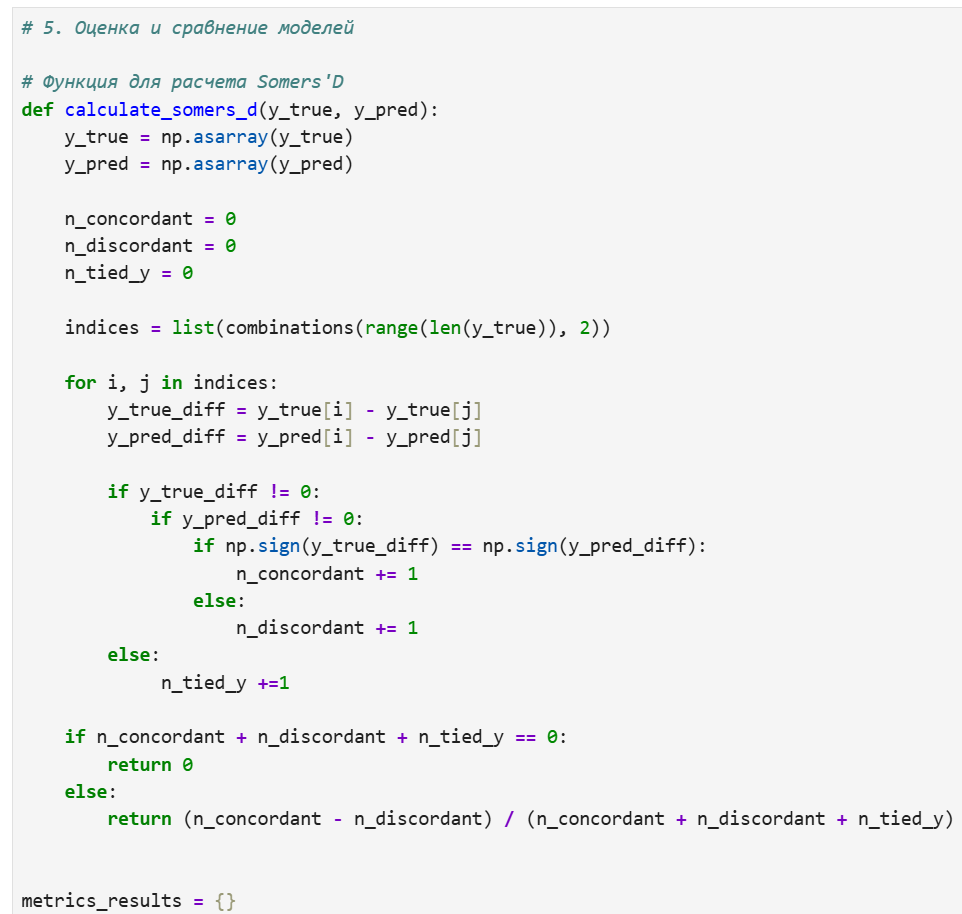 # 5. Оценка и сравнение моделей
# Функция для расчета Somers'D
def calculate_somers_d(y_true, y_pred):
    y_true = np.asarray(y_true)
    y_pred = np.asarray(y_pred)
    n_concordant = 0
    n_discordant = 0
    n_tied_y = 0
    indices = list(combinations(range(len(y_true)), 2))
    for i, j in indices:
        y_true_diff = y_true[i] - y_true[j]
        y_pred_diff = y_pred[i] - y_pred[j]
        if y_true_diff != 0:
            if y_pred_diff != 0:
                if np.sign(y_true_diff) == np.sign(y_pred_diff):
                    n_concordant += 1
                else:
                    n_discordant += 1
        else:
             n_tied_y +=1
    if n_concordant + n_discordant + n_tied_y == 0:
        return 0
    else:
        return (n_concordant - n_discordant) / (n_concordant + n_discordant + n_tied_y)
metrics_results = {}